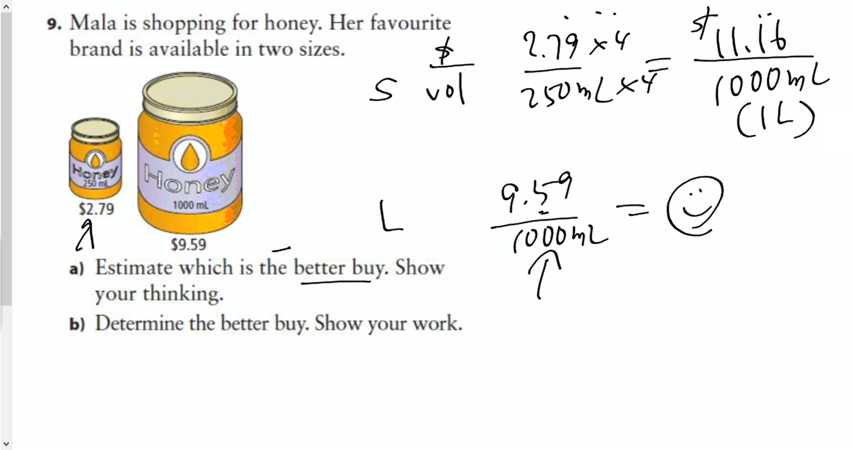 9. Mala is shopping for honey. Her favourite
brand is available in two sizes.
Honey
250 mL
$2.79
Honey
1000 mL
$9.59
a) Estimate which is the better buy. Show
your thinking.
b) Determine the better buy. Show your work.
S $/vol 2.79 × 4 / 250mL × 4 = $11.16 / 1000mL
(1L)
L 9.59 / 1000mL =